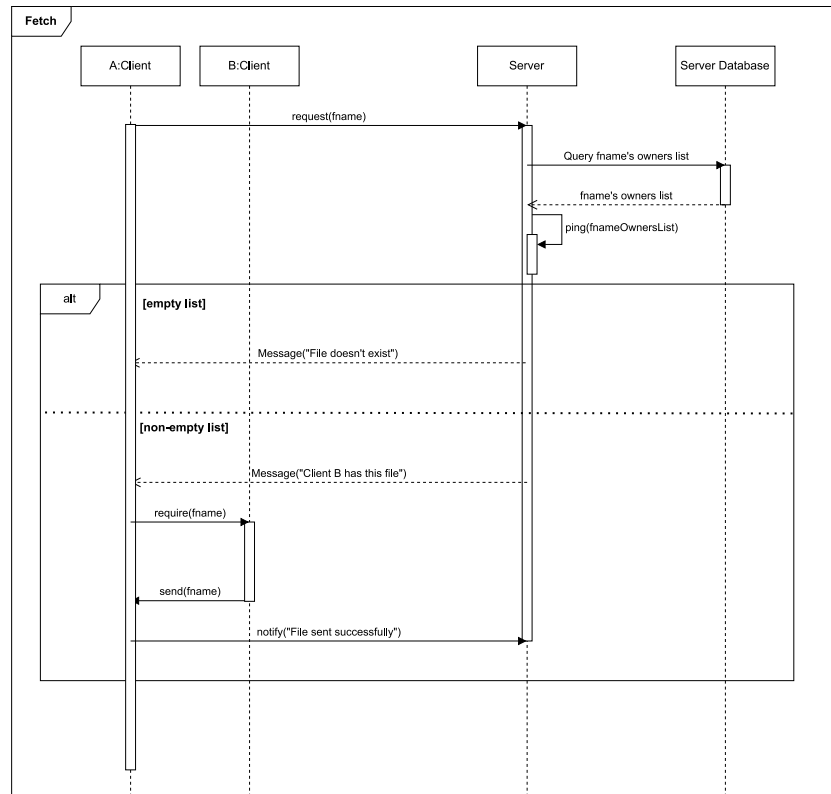 Fetch
A:Client
B:Client
Server
Server Database
request(fname)
Query fname's owners list
fname's owners list
ping(fnameOwnersList)
alt
[empty list]
Message("File doesn't exist")
[non-empty list]
Message("Client B has this file")
require(fname)
send(fname)
notify("File sent successfully")